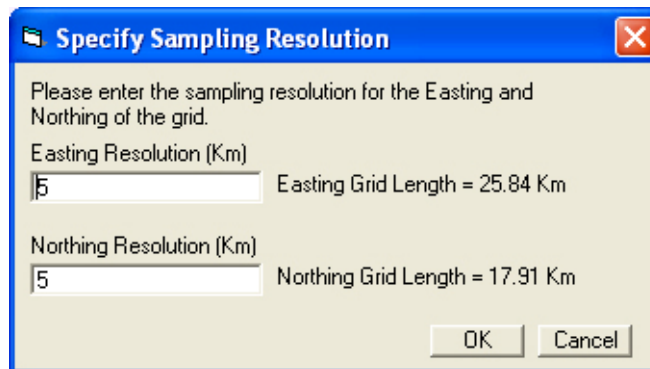 Specify Sampling Resolution
Please enter the sampling resolution for the Easting and
Northing of the grid.
Easting Resolution (Km)
5
Easting Grid Length = 25.84 Km
Northing Resolution (Km)
5
Northing Grid Length = 17.91 Km
OK
Cancel